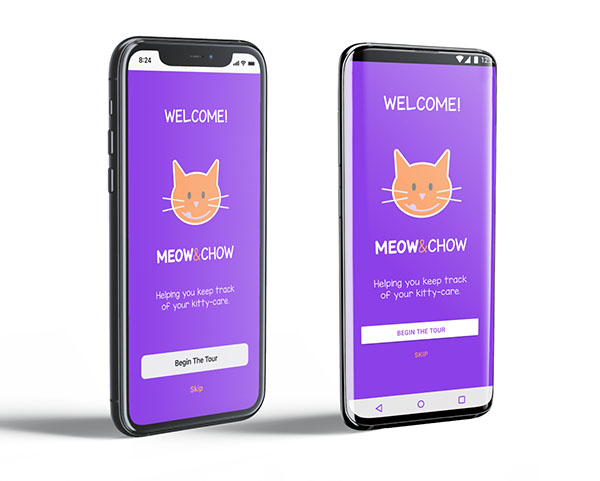 8:24
WELCOME!
MEOW&CHOW
Helping you keep track
of your kitty-care.
Begin The Tour
Skip
WELCOME!
MEOW&CHOW
Helping you keep track
of your kitty-care.
BEGIN THE TOUR
SKIP